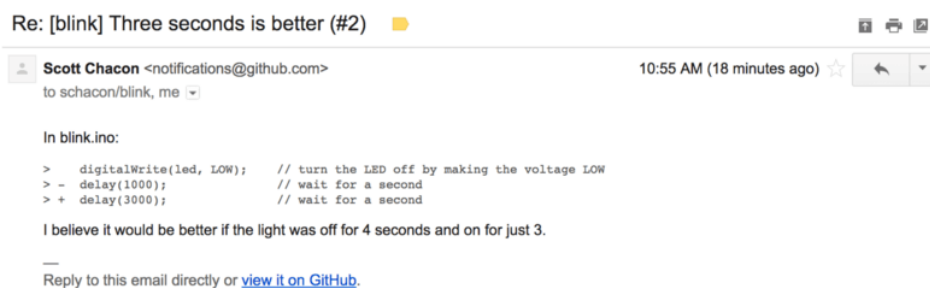 Re: [blink] Three seconds is better (#2)
Scott Chacon <notifications@github.com>
10:55 AM (18 minutes ago)
to schacon/blink, me
In blink.ino:
>    digitalWrite(led, LOW);    // turn the LED off by making the voltage LOW
> -  delay(1000);               // wait for a second
> +  delay(3000);               // wait for a second
I believe it would be better if the light was off for 4 seconds and on for just 3.
—
Reply to this email directly or view it on GitHub.